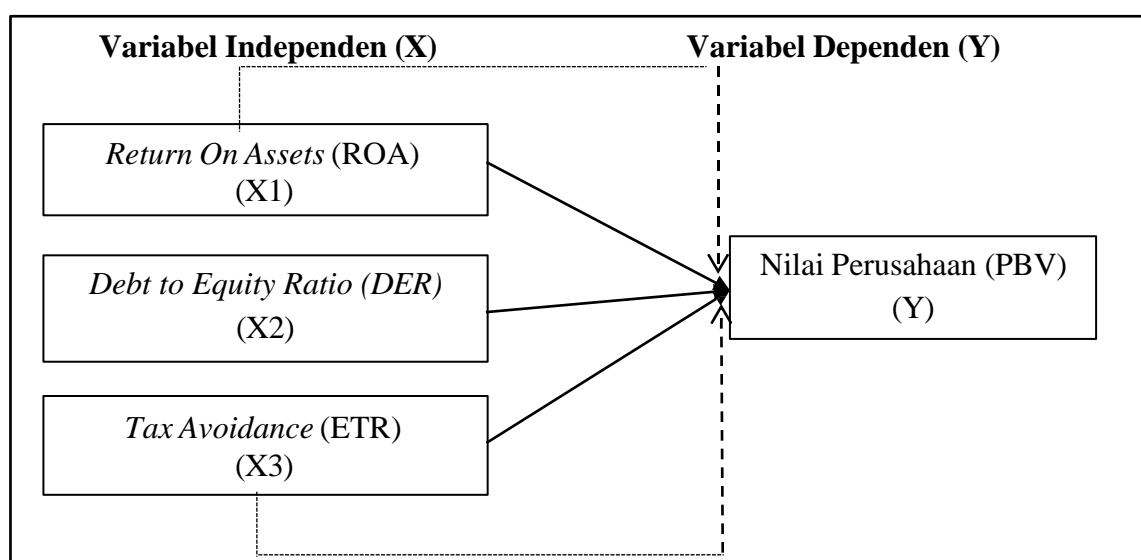 Variabel Independen (X)
Variabel Dependen (Y)
Return On Assets (ROA)
(X1)
Debt to Equity Ratio (DER)
(X2)
Tax Avoidance (ETR)
(X3)
Nilai Perusahaan (PBV)
(Y)